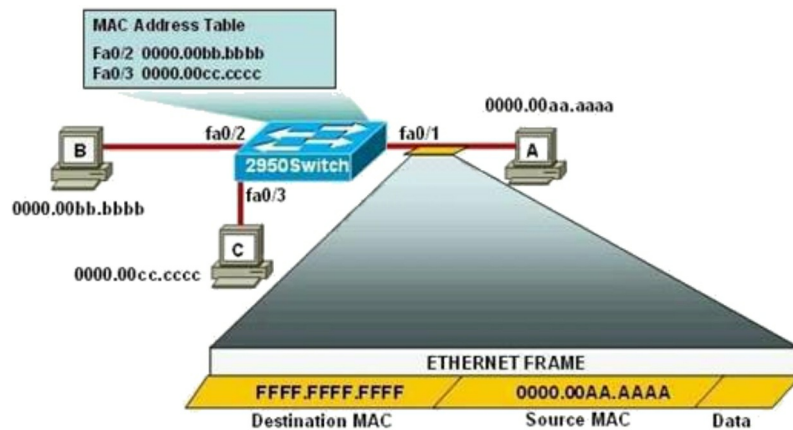 MAC Address Table
Fa0/2 0000.00bb.bbbb
Fa0/3 0000.00cc.cccc
0000.00aa.aaaa
fa0/2
fa0/1
B
A
2950Switch
fa0/3
0000.00bb.bbbb
C
0000.00cc.cccc
ETHERNET FRAME
FFFF.FFFF.FFFF 0000.00AA.AAAA
Destination MAC Source MAC Data